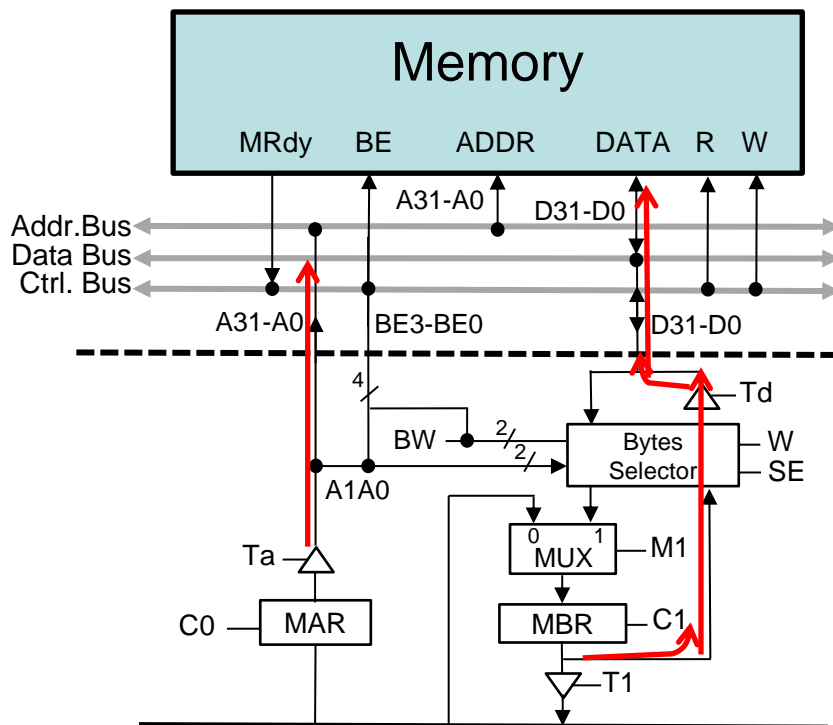 Memory
MRdy BE ADDR DATA R W
A31-A0 D31-D0
Addr.Bus
Data Bus
Ctrl. Bus
A31-A0 BE3-BE0 D31-D0
4 Td
BW 2 Bytes W
2 Selector SE
A1A0
0 1
Ta MUX M1
C0 MAR MBR C1
T1